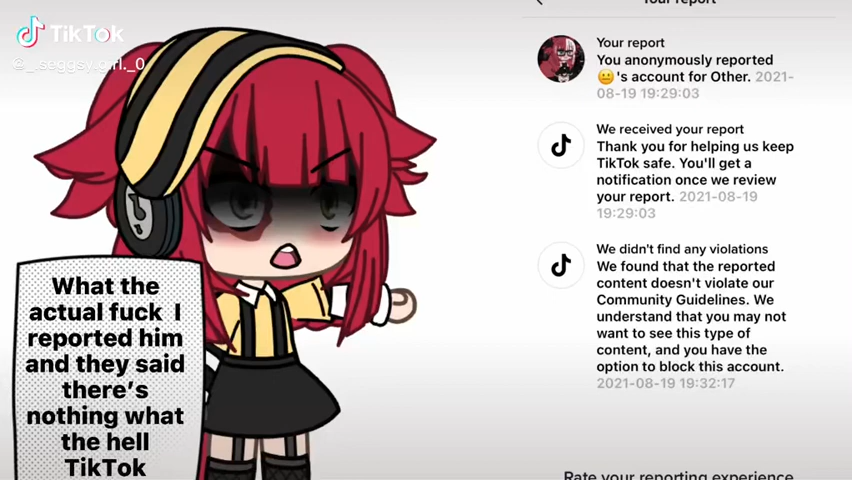 TikTok
@_.seggsy.girl._0
What the
actual fuck I
reported him
and they said
there's
nothing what
the hell
TikTok
Your report
Your report
You anonymously reported
😐's account for Other. 2021-
08-19 19:29:03
We received your report
Thank you for helping us keep
TikTok safe. You'll get a
notification once we review
your report. 2021-08-19
19:29:03
We didn't find any violations
We found that the reported
content doesn't violate our
Community Guidelines. We
understand that you may not
want to see this type of
content, and you have the
option to block this account.
2021-08-19 19:32:17
Rate your reporting experience